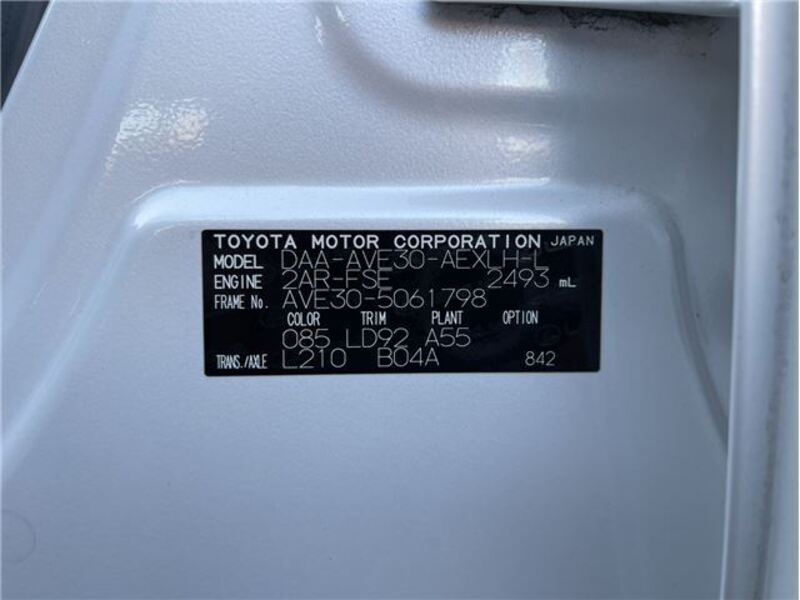 TOYOTA MOTOR CORPORATION JAPAN
MODEL DAA-AVE30-AEXLH-L
ENGINE 2AR-FSE 2493 mL
FRAME No. AVE30-5061798
COLOR TRIM PLANT OPTION
085 LD92 A55
TRANS./AXLE L210 B04A 842